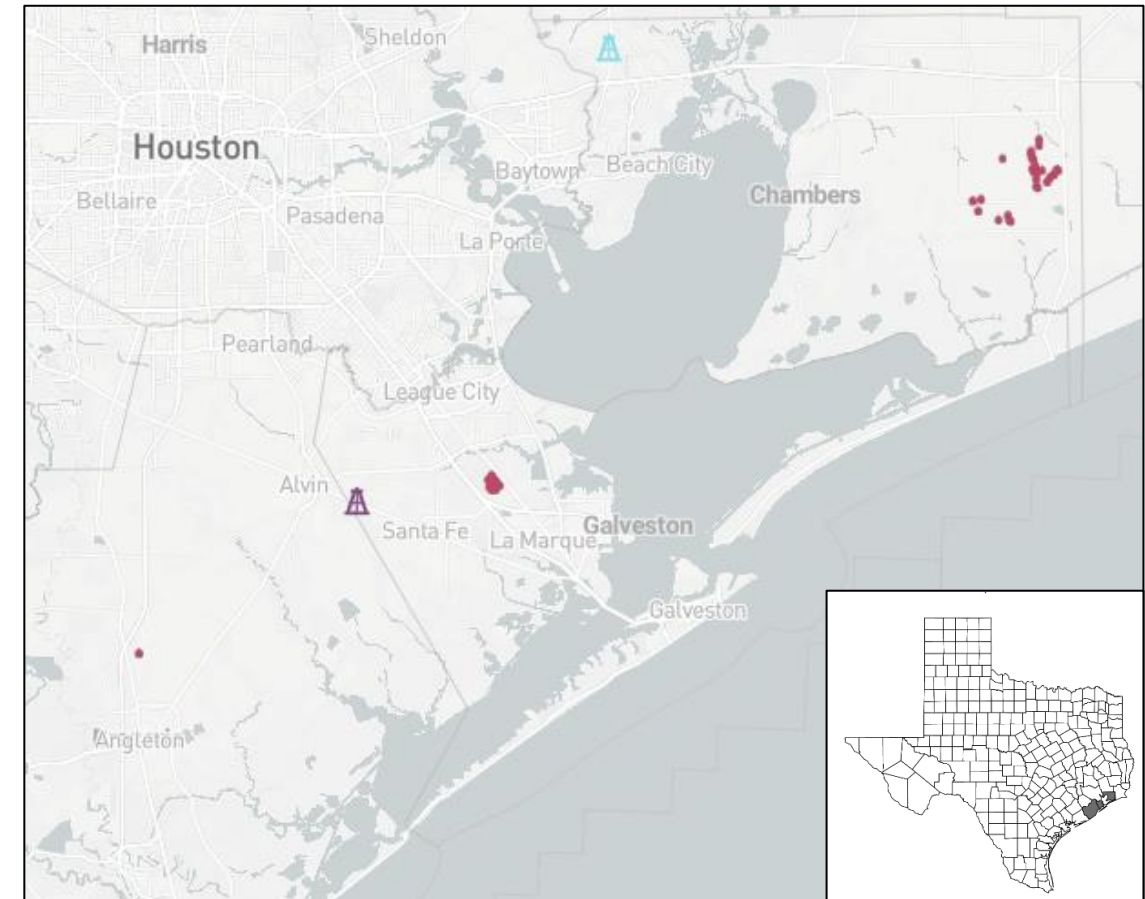 Sheldon
Harris
Houston
Baytown
Beach City
Bellaire
Pasadena
Chambers
La Porte
Pearland
League City
Alvin
Santa Fe
La Marque
Galveston
Galveston
Angleton